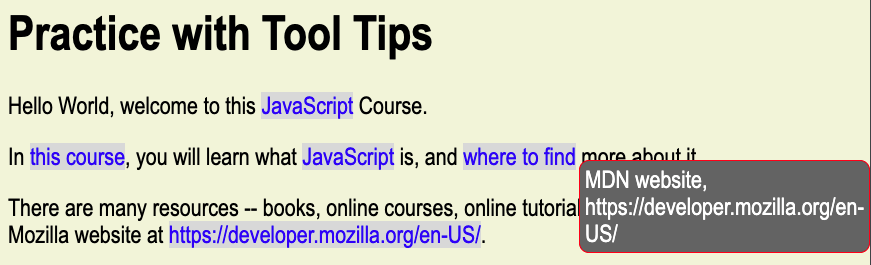 Practice with Tool Tips
Hello World, welcome to this JavaScript Course.
In this course, you will learn what JavaScript is, and where to find more about it
There are many resources -- books, online courses, online tutorial
Mozilla website at https://developer.mozilla.org/en-US/.
MDN website,
https://developer.mozilla.org/en-
US/